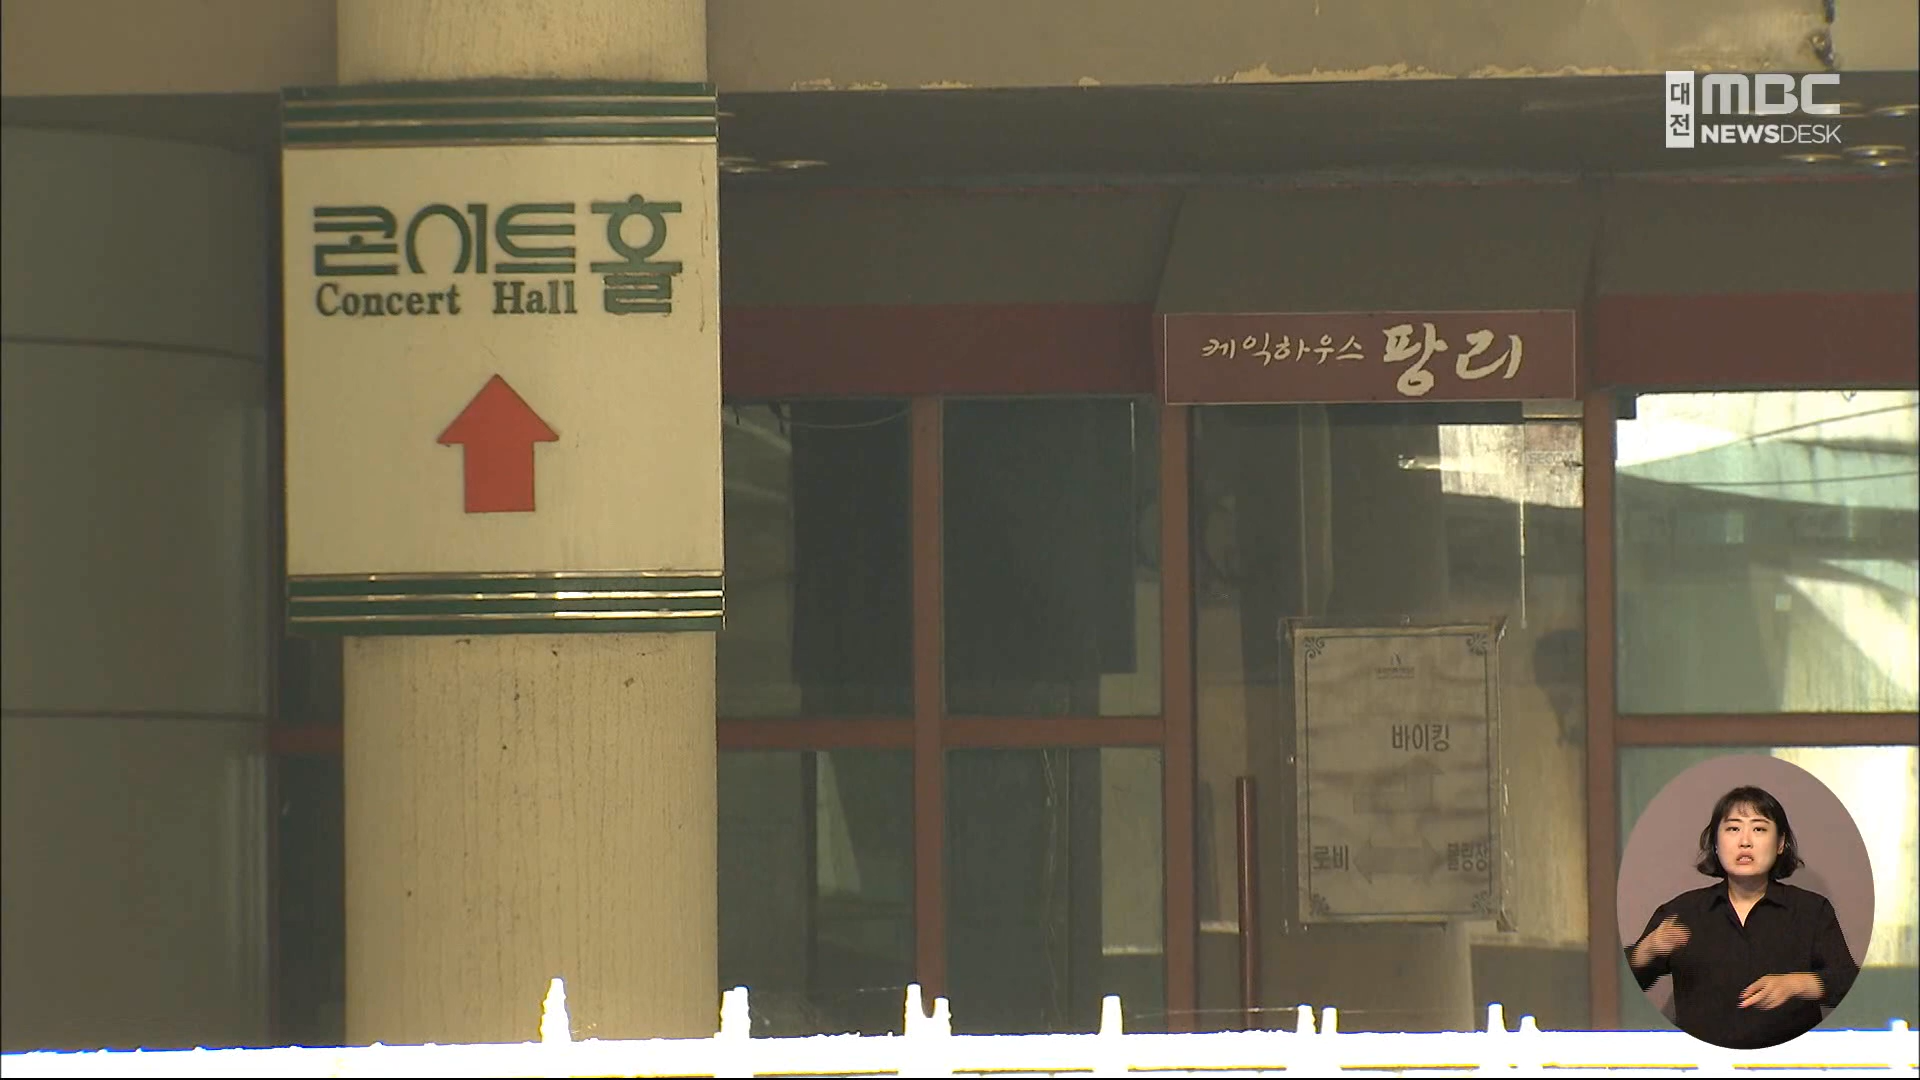 대전 MBC
NEWSDESK
콘서트홀
Concert Hall
케익하우스 팡리
바이킹
로비 볼링장